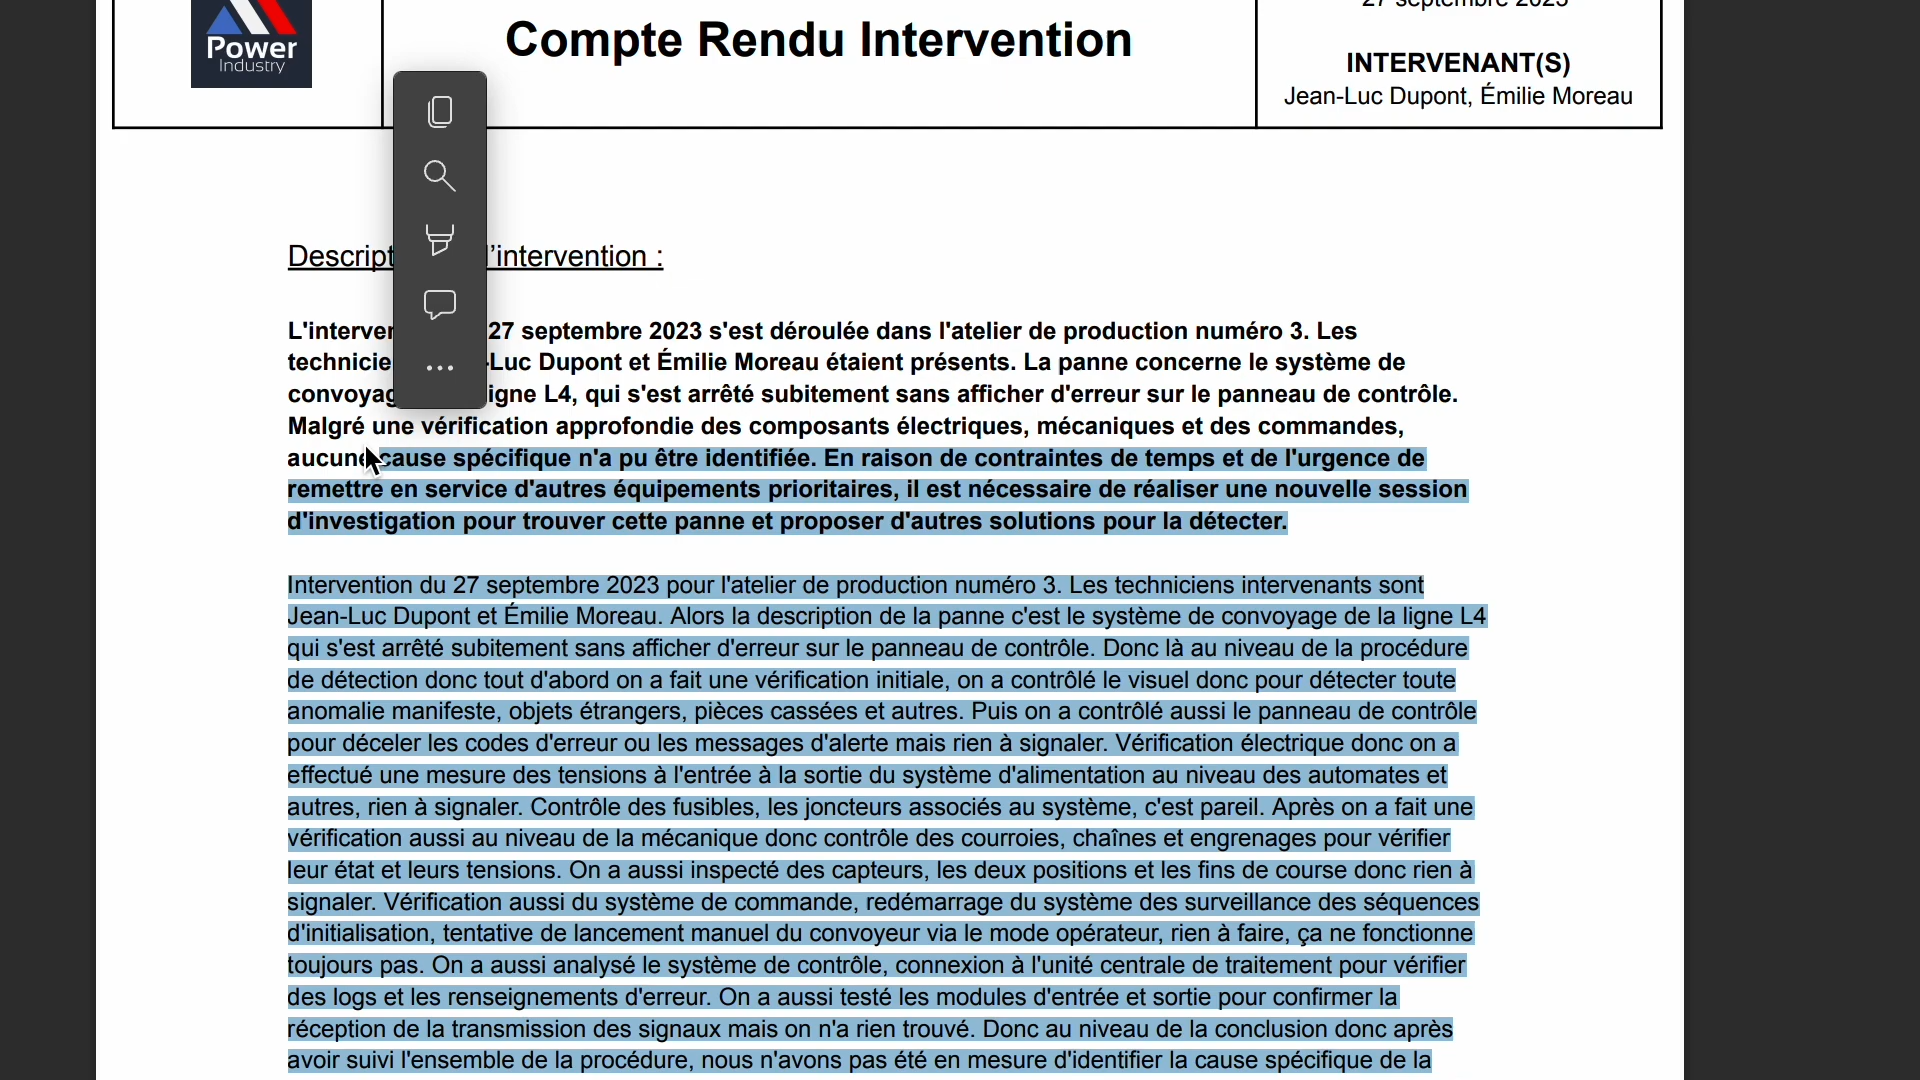 Power
Industry
Compte Rendu Intervention
27 septembre 2023
INTERVENANT(S)
Jean-Luc Dupont, Émilie Moreau
Descript 'intervention :
L'interven 27 septembre 2023 s'est déroulée dans l'atelier de production numéro 3. Les
technicie -Luc Dupont et Émilie Moreau étaient présents. La panne concerne le système de
convoyag igne L4, qui s'est arrêté subitement sans afficher d'erreur sur le panneau de contrôle.
Malgré une vérification approfondie des composants électriques, mécaniques et des commandes,
aucune cause spécifique n'a pu être identifiée. En raison de contraintes de temps et de l'urgence de
remettre en service d'autres équipements prioritaires, il est nécessaire de réaliser une nouvelle session
d'investigation pour trouver cette panne et proposer d'autres solutions pour la détecter.
Intervention du 27 septembre 2023 pour l'atelier de production numéro 3. Les techniciens intervenants sont
Jean-Luc Dupont et Émilie Moreau. Alors la description de la panne c'est le système de convoyage de la ligne L4
qui s'est arrêté subitement sans afficher d'erreur sur le panneau de contrôle. Donc là au niveau de la procédure
de détection donc tout d'abord on a fait une vérification initiale, on a contrôlé le visuel donc pour détecter toute
anomalie manifeste, objets étrangers, pièces cassées et autres. Puis on a contrôlé aussi le panneau de contrôle
pour déceler les codes d'erreur ou les messages d'alerte mais rien à signaler. Vérification électrique donc on a
effectué une mesure des tensions à l'entrée à la sortie du système d'alimentation au niveau des automates et
autres, rien à signaler. Contrôle des fusibles, les joncteurs associés au système, c'est pareil. Après on a fait une
vérification aussi au niveau de la mécanique donc contrôle des courroies, chaînes et engrenages pour vérifier
leur état et leurs tensions. On a aussi inspecté des capteurs, les deux positions et les fins de course donc rien à
signaler. Vérification aussi du système de commande, redémarrage du système des surveillance des séquences
d'initialisation, tentative de lancement manuel du convoyeur via le mode opérateur, rien à faire, ça ne fonctionne
toujours pas. On a aussi analysé le système de contrôle, connexion à l'unité centrale de traitement pour vérifier
des logs et les renseignements d'erreur. On a aussi testé les modules d'entrée et sortie pour confirmer la
réception de la transmission des signaux mais on n'a rien trouvé. Donc au niveau de la conclusion donc après
avoir suivi l'ensemble de la procédure, nous n'avons pas été en mesure d'identifier la cause spécifique de la